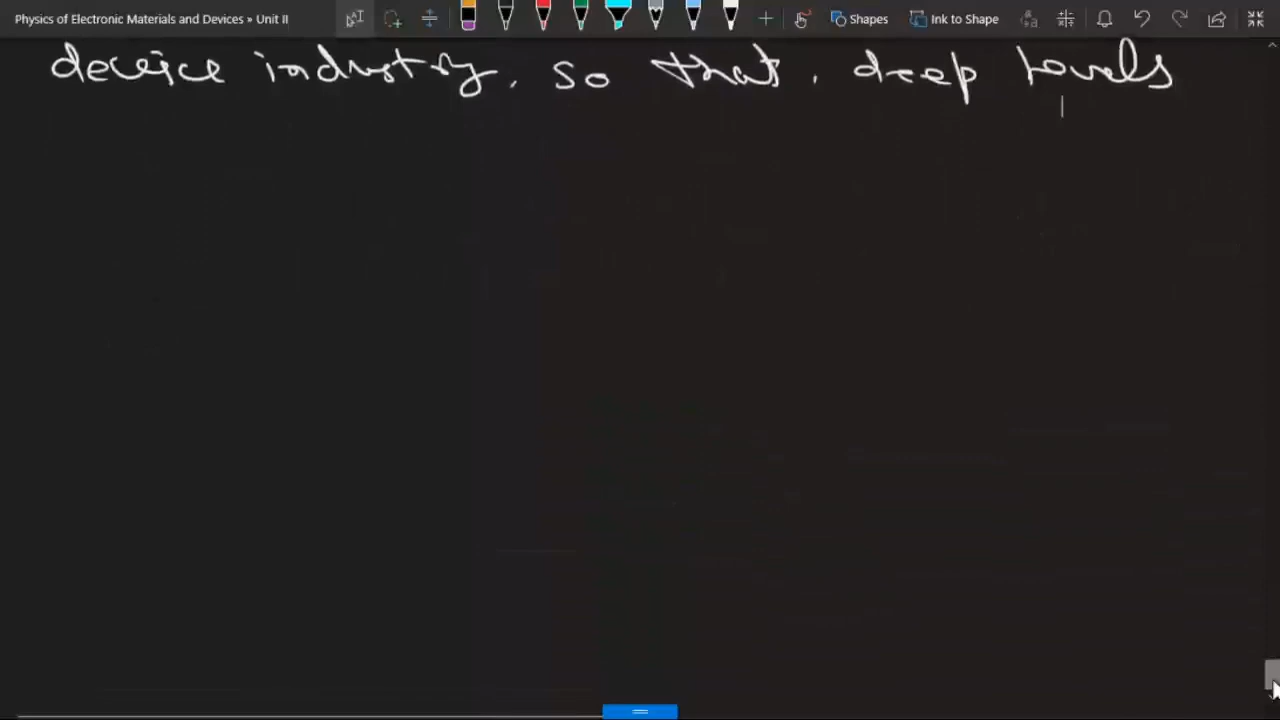 Physics of Electronic Materials and Devices » Unit II
Shapes
Ink to Shape
device industry. so that, deep levels